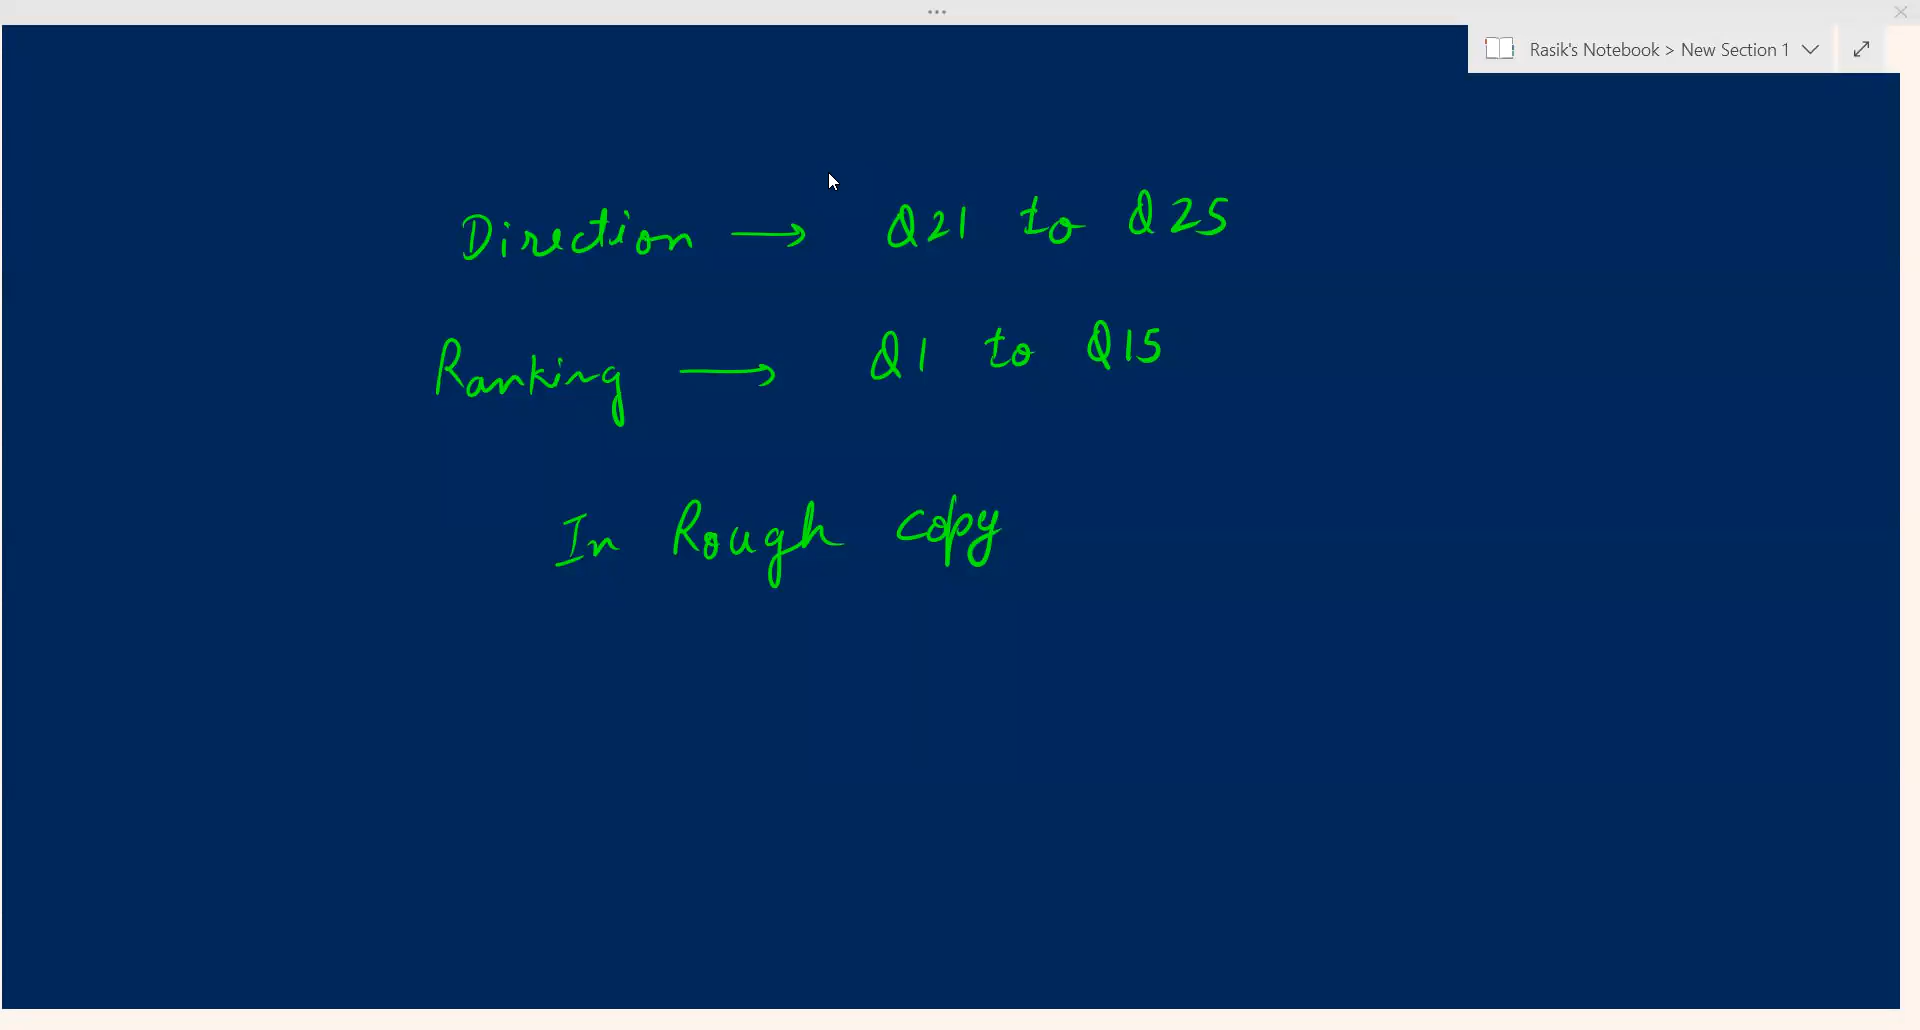 Rasik's Notebook > New Section 1
Direction → Q21 to Q25
Ranking → Q1 to Q15
In Rough copy